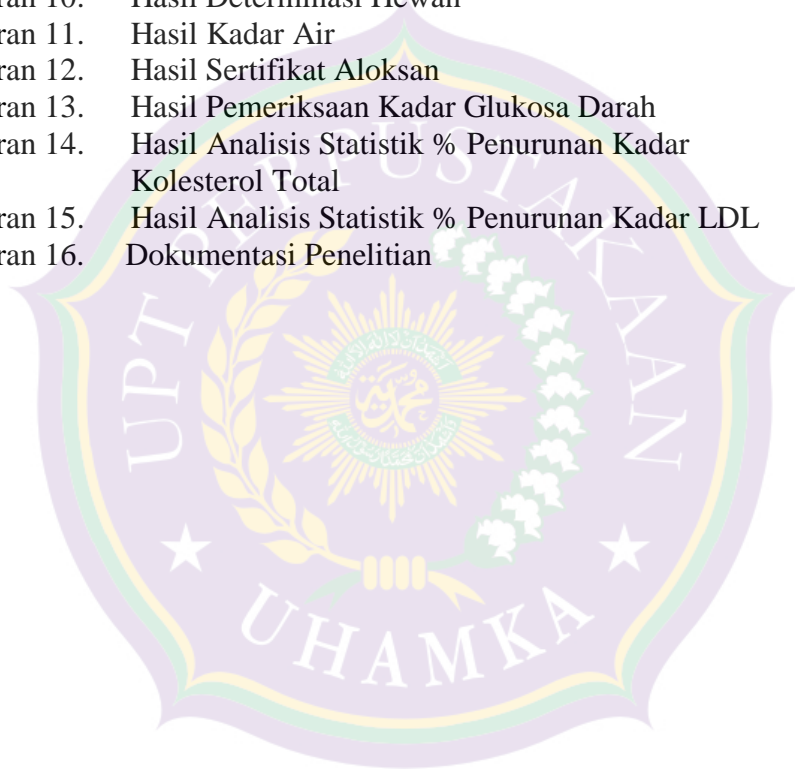 ran 10. Hasil Determinasi Hewan
ran 11. Hasil Kadar Air
ran 12. Hasil Sertifikat Aloksan
ran 13. Hasil Pemeriksaan Kadar Glukosa Darah
ran 14. Hasil Analisis Statistik % Penurunan Kadar
Kolesterol Total
ran 15. Hasil Analisis Statistik % Penurunan Kadar LDL
ran 16. Dokumentasi Penelitian
UPT PERPUSTAKAAN
UHAMKA